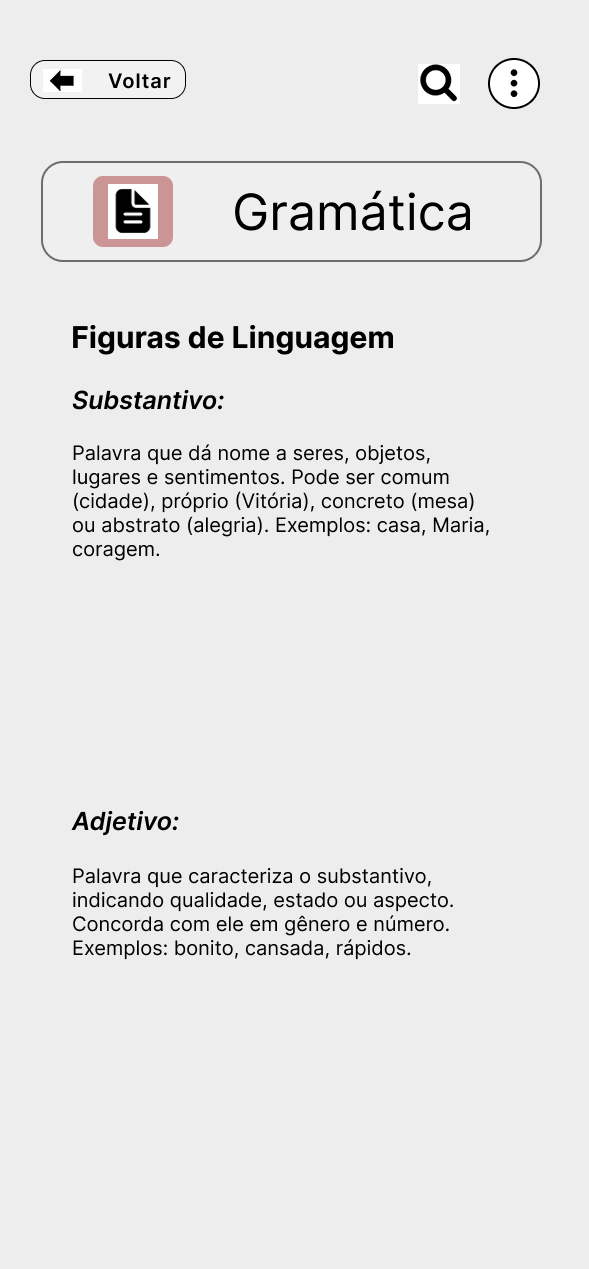 Voltar
Gramática
Figuras de Linguagem
Substantivo:
Palavra que dá nome a seres, objetos,
lugares e sentimentos. Pode ser comum
(cidade), próprio (Vitória), concreto (mesa)
ou abstrato (alegria). Exemplos: casa, Maria,
coragem.
Adjetivo:
Palavra que caracteriza o substantivo,
indicando qualidade, estado ou aspecto.
Concorda com ele em gênero e número.
Exemplos: bonito, cansada, rápidos.